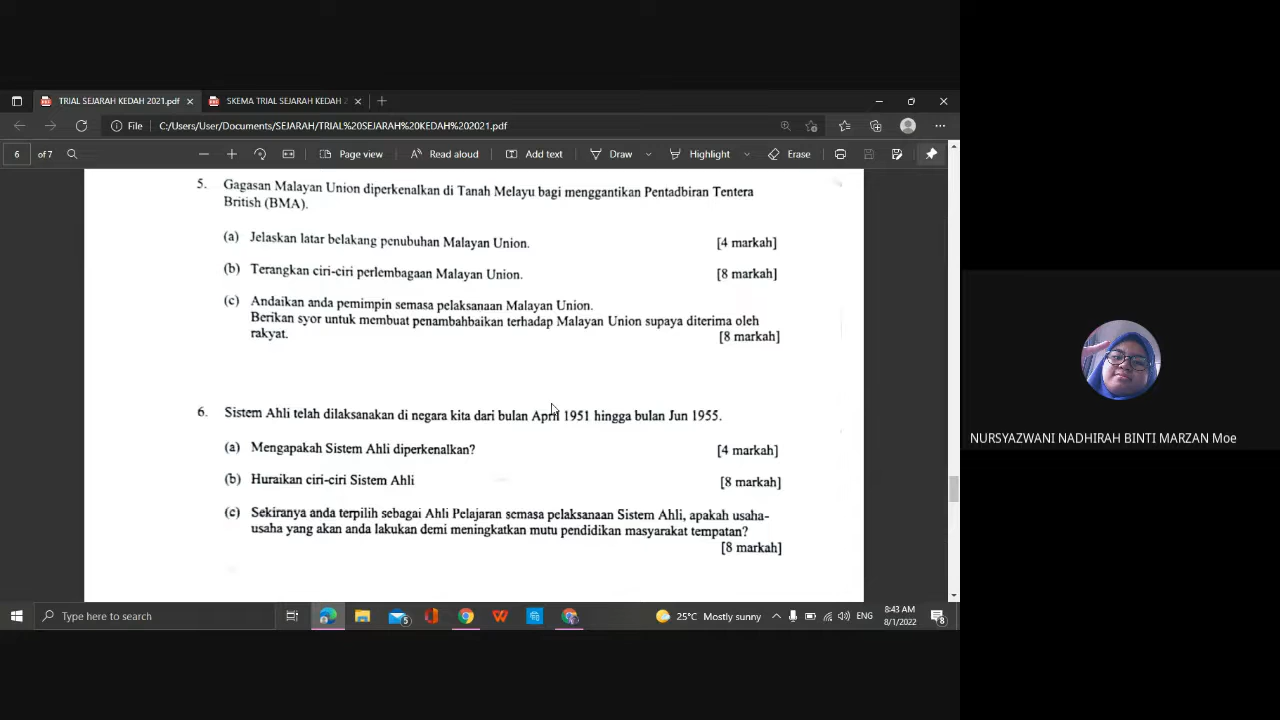 TRIAL SEJARAH KEDAH 2021.pdf
SKEMA TRIAL SEJARAH KEDAH 2
File
C:/Users/User/Documents/SEJARAH/TRIAL%20SEJARAH%20KEDAH%202021.pdf
6 of 7
Page view
Read aloud
Add text
Draw
Highlight
Erase
5. Gagasan Malayan Union diperkenalkan di Tanah Melayu bagi menggantikan Pentadbiran Tentera
British (BMA).
(a) Jelaskan latar belakang penubuhan Malayan Union. [4 markah]
(b) Terangkan ciri-ciri perlembagaan Malayan Union. [8 markah]
(c) Andaikan anda pemimpin semasa pelaksanaan Malayan Union.
Berikan syor untuk membuat penambahbaikan terhadap Malayan Union supaya diterima oleh
rakyat. [8 markah]
6. Sistem Ahli telah dilaksanakan di negara kita dari bulan April 1951 hingga bulan Jun 1955.
(a) Mengapakah Sistem Ahli diperkenalkan? [4 markah]
(b) Huraikan ciri-ciri Sistem Ahli [8 markah]
(c) Sekiranya anda terpilih sebagai Ahli Pelajaran semasa pelaksanaan Sistem Ahli, apakah usaha-
usaha yang akan anda lakukan demi meningkatkan mutu pendidikan masyarakat tempatan?
[8 markah]
NURSYAZWANI NADHIRAH BINTI MARZAN Moe
Type here to search
5
25°C Mostly sunny
ENG
8:43 AM
8/1/2022
8